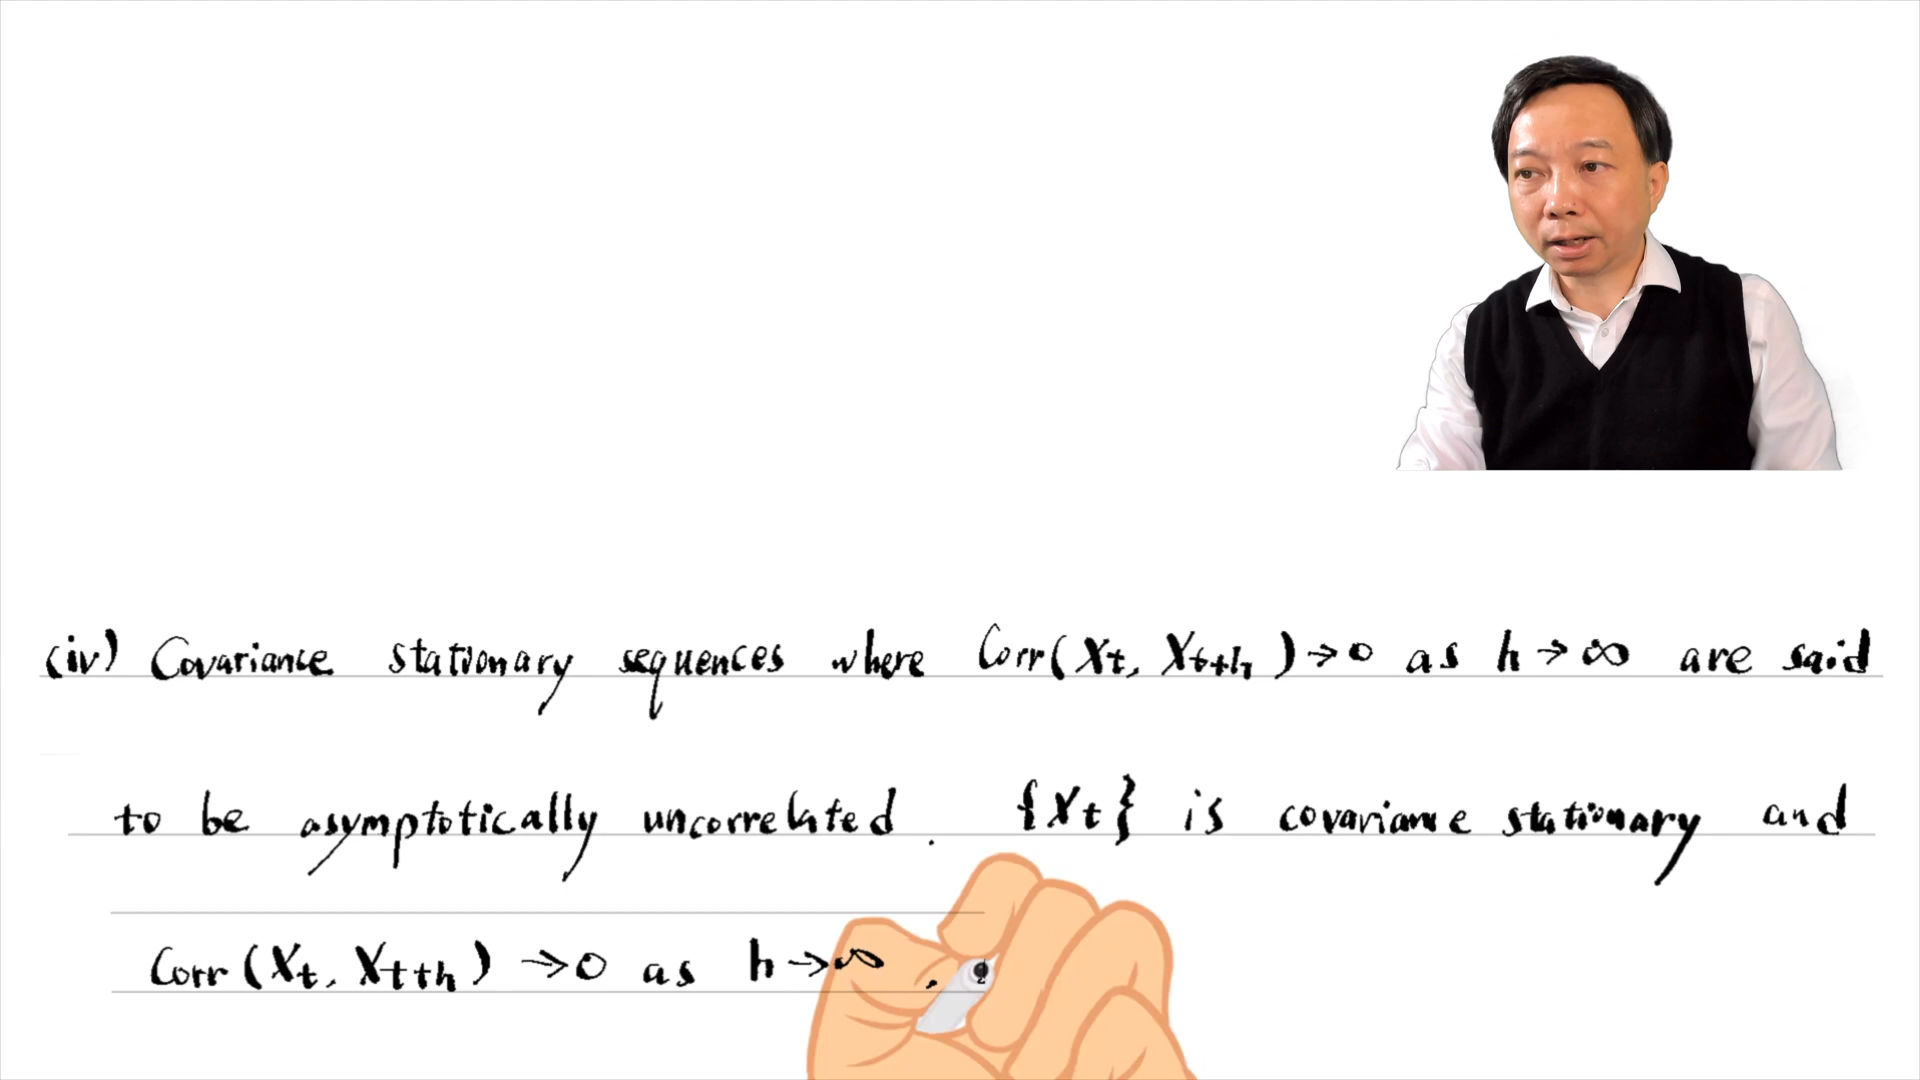 (iv) Covariance stationary sequences where Corr(Xt, Xt+h) → 0 as h → ∞ are said
to be asymptotically uncorrelated. {Xt} is covariance stationary and
Corr(Xt, Xt+h) → 0 as h → ∞.